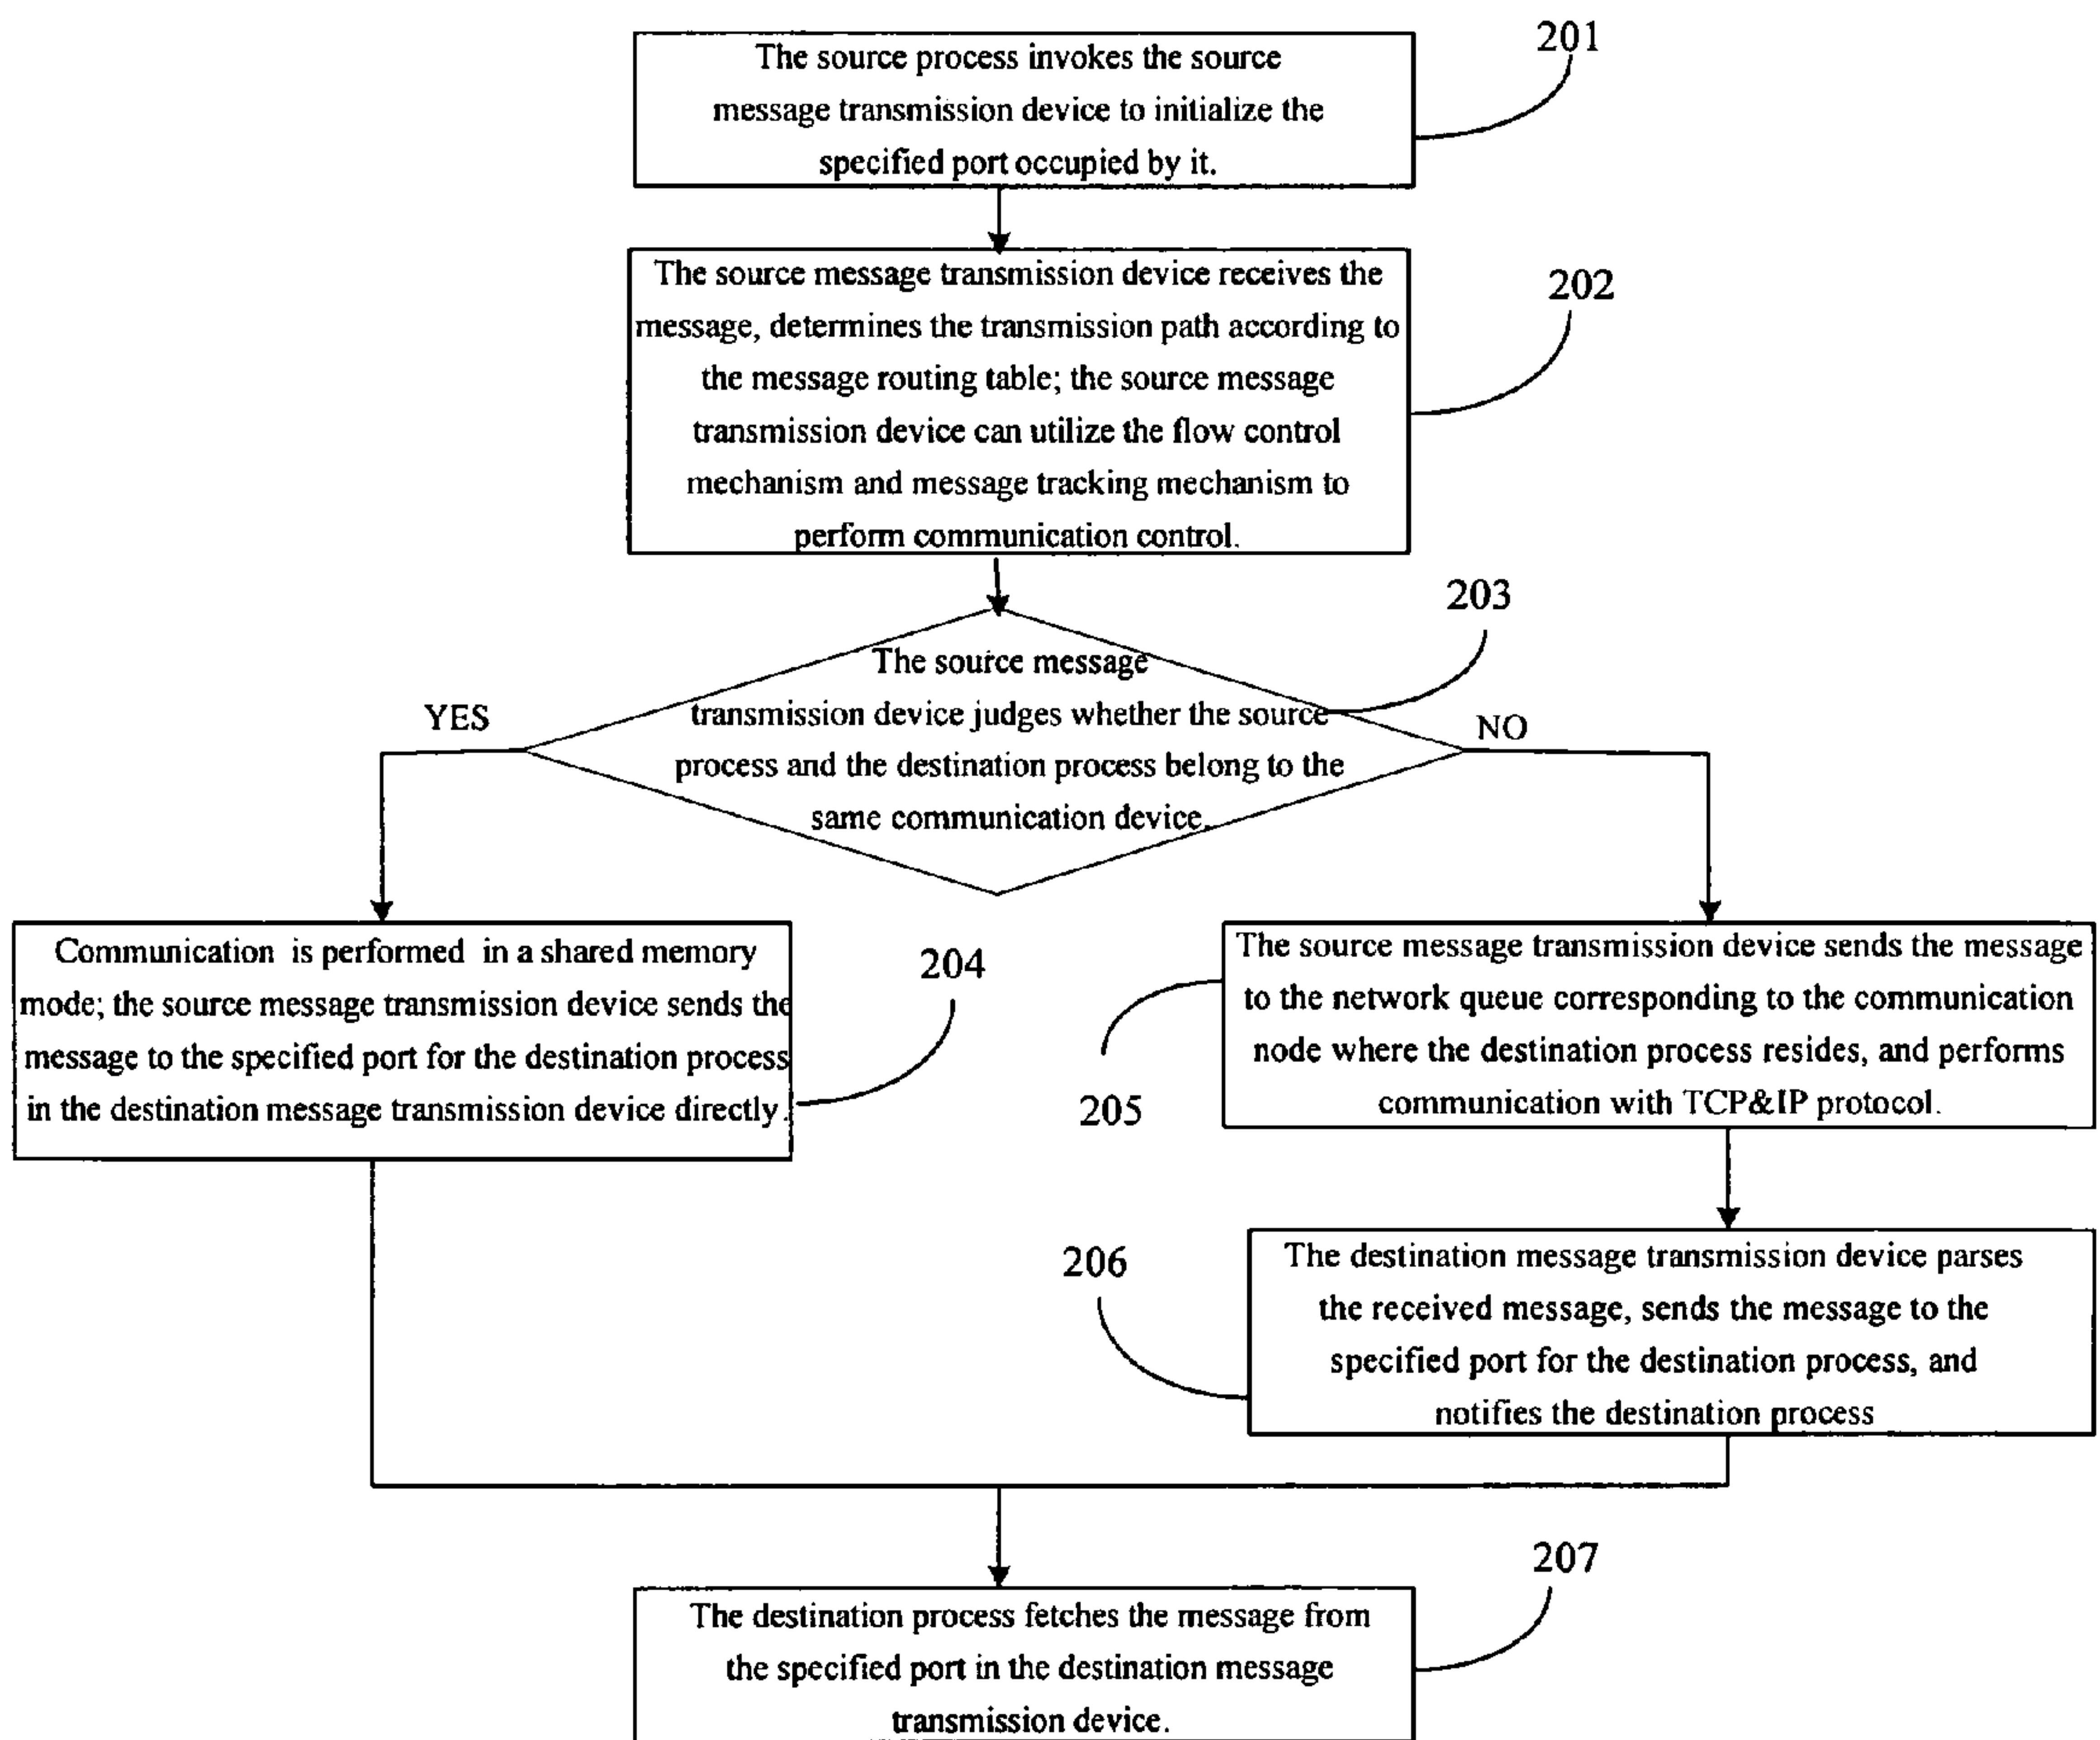 201
The source process invokes the source
message transmission device to initialize the
specified port occupied by it.
202
The source message transmission device receives the
message, determines the transmission path according to
the message routing table; the source message
transmission device can utilize the flow control
mechanism and message tracking mechanism to
perform communication control.
203
The source message
transmission device judges whether the source
process and the destination process belong to the
same communication device.
YES
NO
Communication is performed in a shared memory
mode; the source message transmission device sends the
message to the specified port for the destination process
in the destination message transmission device directly.
204
The source message transmission device sends the message
to the network queue corresponding to the communication
node where the destination process resides, and performs
communication with TCP&IP protocol.
205
206
The destination message transmission device parses
the received message, sends the message to the
specified port for the destination process, and
notifies the destination process
207
The destination process fetches the message from
the specified port in the destination message
transmission device.